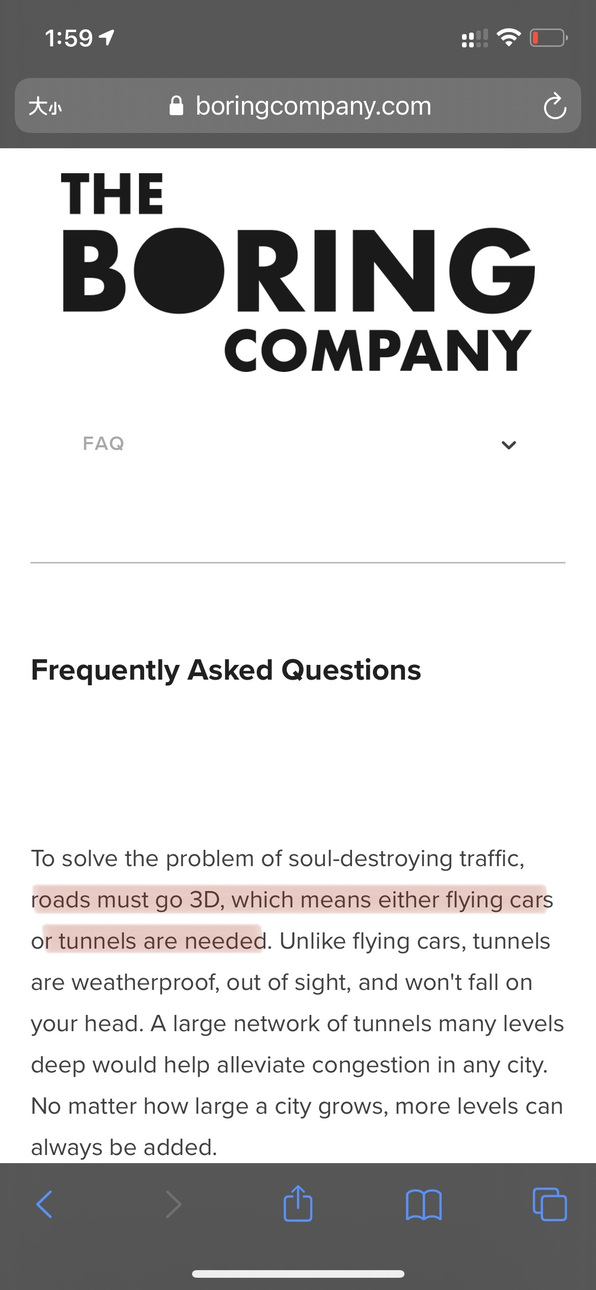 1:59
大小 boringcompany.com
THE
BORING
COMPANY
FAQ
Frequently Asked Questions
To solve the problem of soul-destroying traffic,
roads must go 3D, which means either flying cars
or tunnels are needed. Unlike flying cars, tunnels
are weatherproof, out of sight, and won't fall on
your head. A large network of tunnels many levels
deep would help alleviate congestion in any city.
No matter how large a city grows, more levels can
always be added.